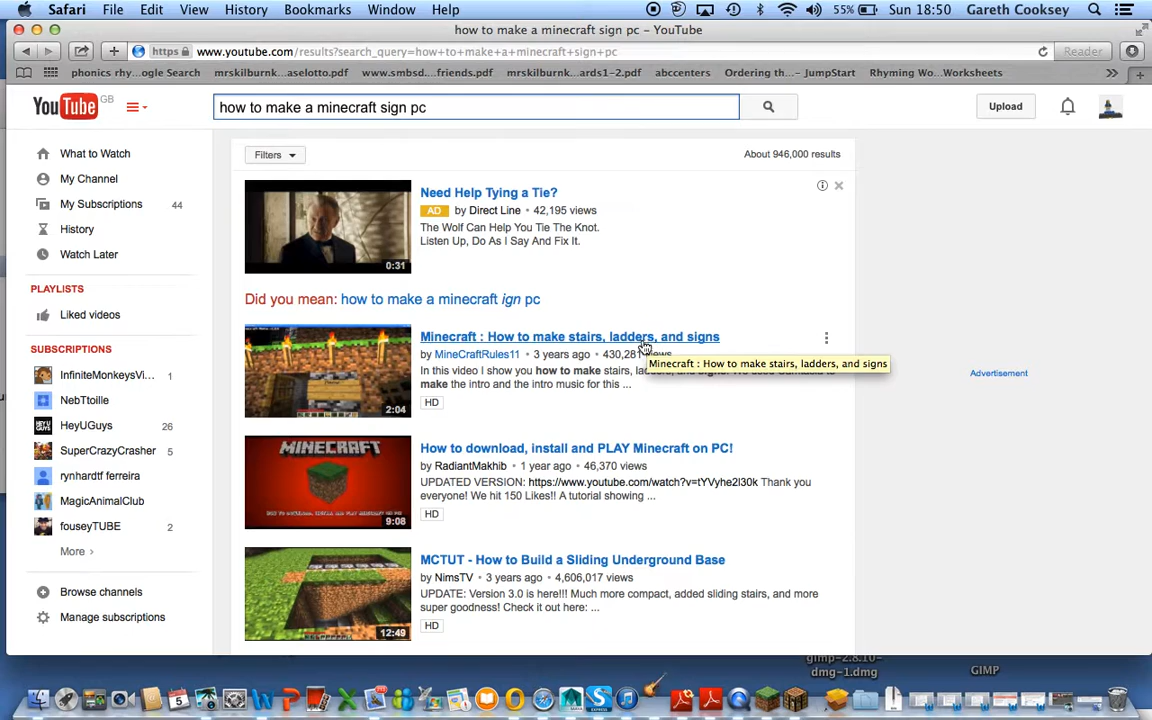 Safari File Edit View History Bookmarks Window Help 55% Sun 18:50 Gareth Cooksey
how to make a minecraft sign pc – YouTube
https www.youtube.com/results?search_query=how+to+make+a+minecraft+sign+pc Reader
phonics rhy...ogle Search mrskilburnk...aselotto.pdf www.smbsd....friends.pdf mrskilburnk...ards1-2.pdf abccenters Ordering th...- JumpStart Rhyming Wo...Worksheets
YouTube GB how to make a minecraft sign pc Upload
What to Watch
My Channel
My Subscriptions 44
History
Watch Later
PLAYLISTS
Liked videos
SUBSCRIPTIONS
InfiniteMonkeysVi... 1
NebTtoille
HeyUGuys 26
SuperCrazyCrasher 5
rynhardtf ferreira
MagicAnimalClub
fouseyTUBE 2
More ›
Browse channels
Manage subscriptions
Filters About 946,000 results
Need Help Tying a Tie?
AD by Direct Line • 42,195 views
The Wolf Can Help You Tie The Knot.
Listen Up, Do As I Say And Fix It.
0:31
Did you mean: how to make a minecraft ign pc
Minecraft : How to make stairs, ladders, and signs
by MineCraftRules11 • 3 years ago • 430,281 views
Minecraft : How to make stairs, ladders, and signs
In this video I show you how to make stairs,
make the intro and the intro music for this ...
HD
2:04
Advertisement
MINECRAFT
How to download, install and PLAY Minecraft on PC!
by RadiantMakhib • 1 year ago • 46,370 views
UPDATED VERSION: https://www.youtube.com/watch?v=tYVyhe2l30k Thank you
everyone! We hit 150 Likes!! A tutorial showing ...
HD
9:08
MCTUT - How to Build a Sliding Underground Base
by NimsTV • 3 years ago • 4,606,017 views
UPDATE: Version 3.0 is here!!! Much more compact, added sliding stairs, and more
super goodness! Check it out here: ...
HD
12:49
gimp-2.8.10-
dmg-1.dmg
GIMP